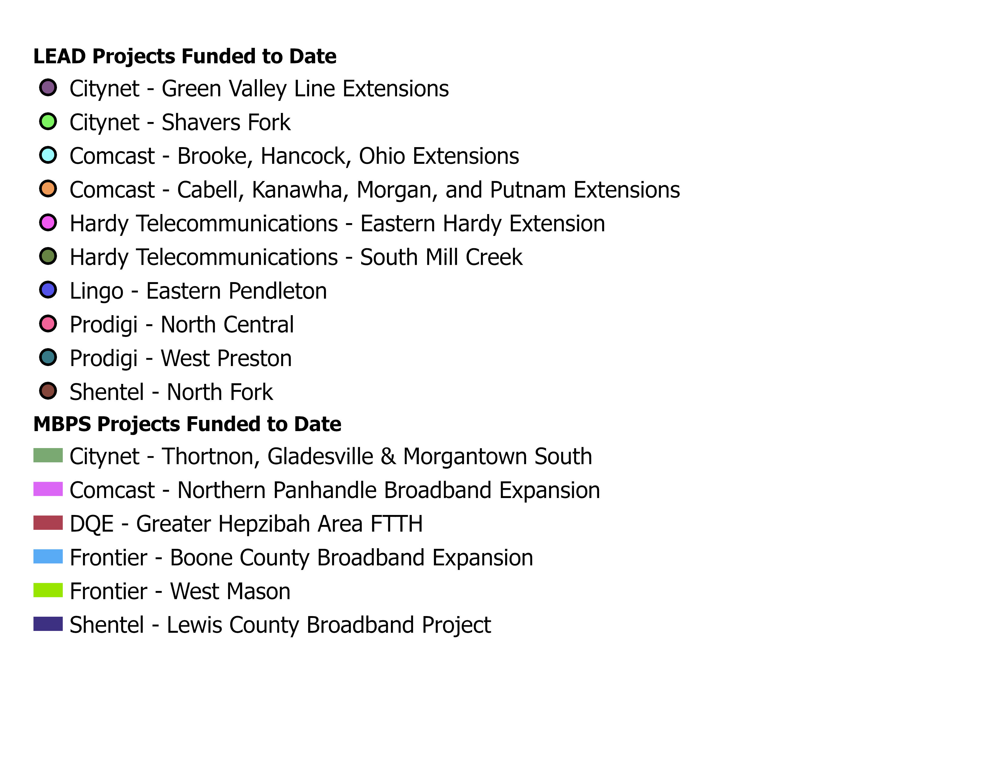 LEAD Projects Funded to Date
Citynet - Green Valley Line Extensions
Citynet - Shavers Fork
Comcast - Brooke, Hancock, Ohio Extensions
Comcast - Cabell, Kanawha, Morgan, and Putnam Extensions
Hardy Telecommunications - Eastern Hardy Extension
Hardy Telecommunications - South Mill Creek
Lingo - Eastern Pendleton
Prodigi - North Central
Prodigi - West Preston
Shentel - North Fork
MBPS Projects Funded to Date
Citynet - Thortnon, Gladesville & Morgantown South
Comcast - Northern Panhandle Broadband Expansion
DQE - Greater Hepzibah Area FTTH
Frontier - Boone County Broadband Expansion
Frontier - West Mason
Shentel - Lewis County Broadband Project